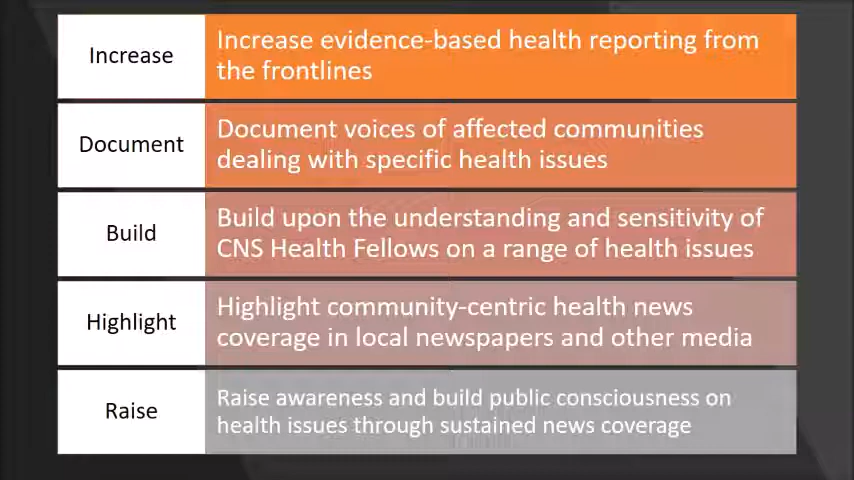 Increase
Increase evidence-based health reporting from
the frontlines
Document
Document voices of affected communities
dealing with specific health issues
Build
Build upon the understanding and sensitivity of
CNS Health Fellows on a range of health issues
Highlight
Highlight community-centric health news
coverage in local newspapers and other media
Raise
Raise awareness and build public consciousness on
health issues through sustained news coverage